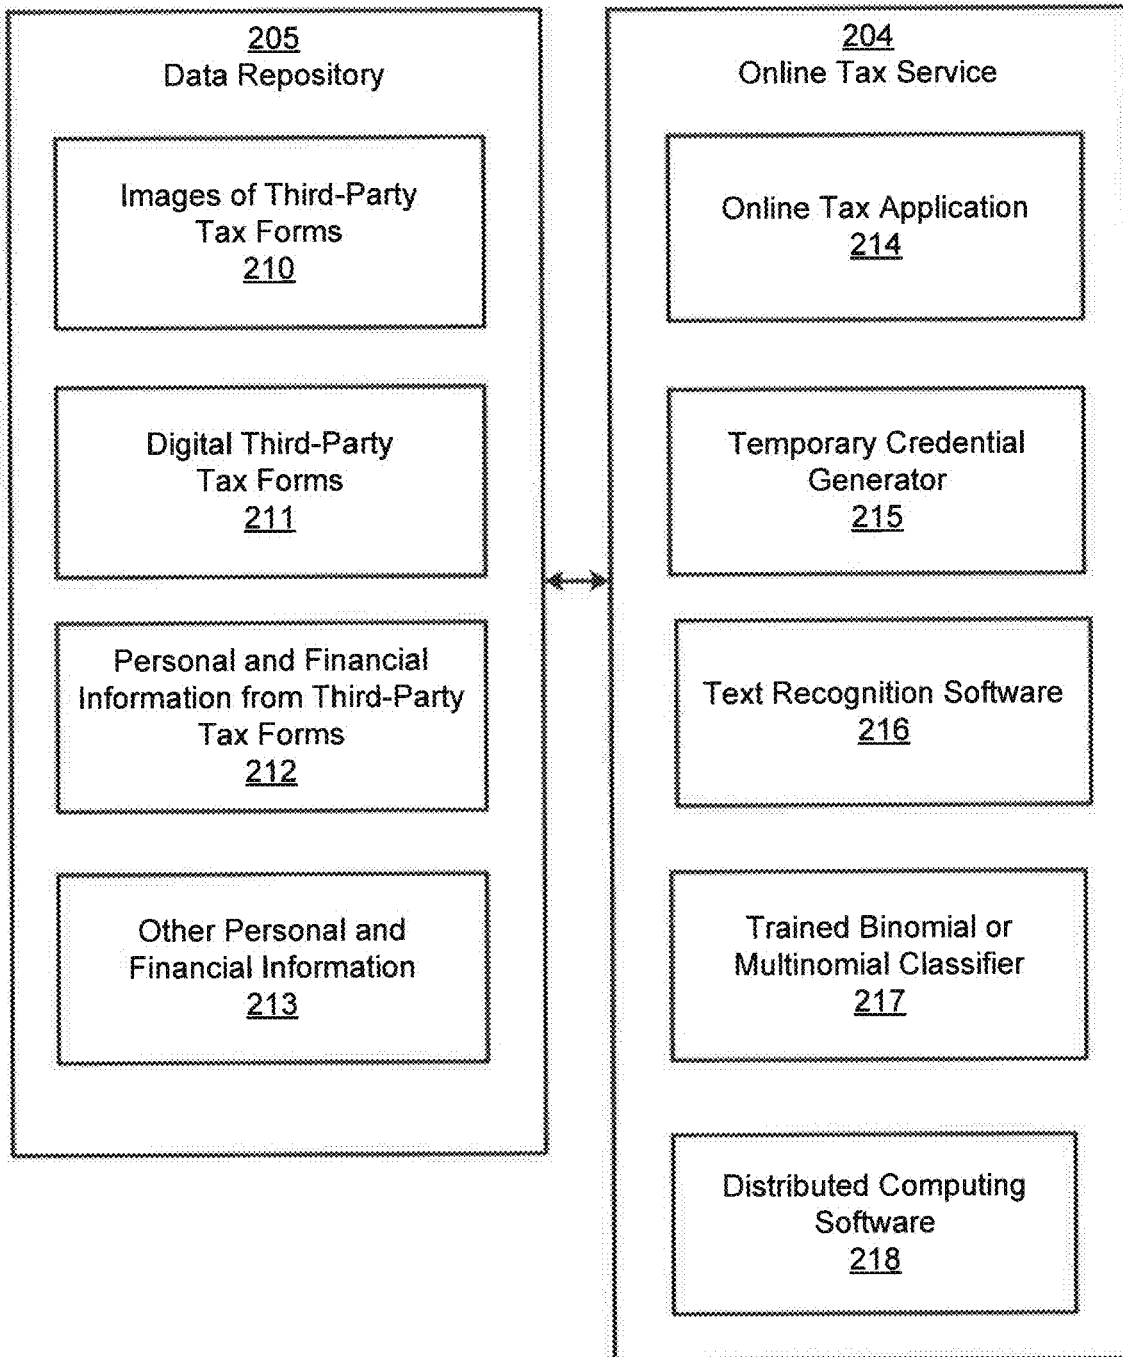 205
Data Repository
Images of Third-Party
Tax Forms
210
Digital Third-Party
Tax Forms
211
Personal and Financial
Information from Third-Party
Tax Forms
212
Other Personal and
Financial Information
213
204
Online Tax Service
Online Tax Application
214
Temporary Credential
Generator
215
Text Recognition Software
216
Trained Binomial or
Multinomial Classifier
217
Distributed Computing
Software
218